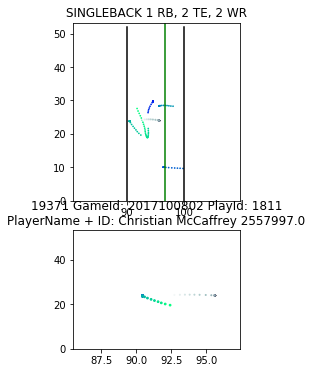 SINGLEBACK 1 RB, 2 TE, 2 WR
50
40
30
20
10
0
90 100
19371 GameId: 2017100802 PlayId: 1811
PlayerName + ID: Christian McCaffrey 2557997.0
40
20
0
87.5 90.0 92.5 95.0